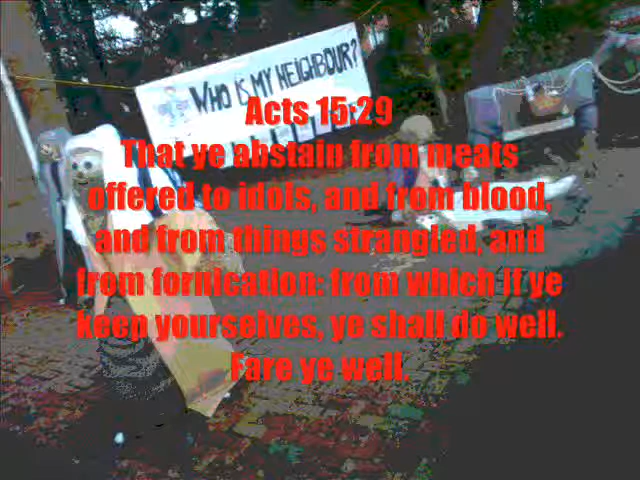 WHO IS MY NEIGHBOUR?
Acts 15:29
That ye abstain from meats
offered to idols, and from blood,
and from things strangled, and
from fornication: from which if ye
keep yourselves, ye shall do well.
Fare ye well.